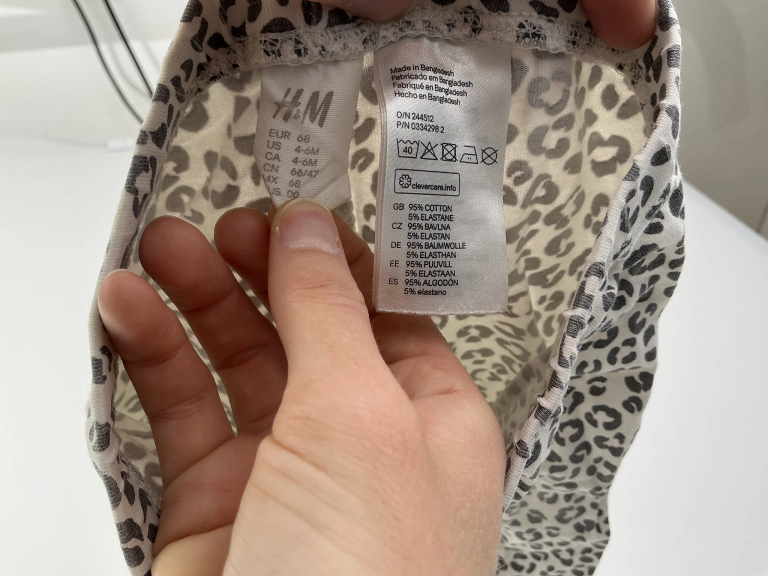 H&M
EUR 68
US 4-6M
CA 4-6M
CN 66/47
MX 68
Made in Bangladesh
Fabricado em Bangladesh
Fabriqué en Bangladesh
Hecho en Bangladesh
O/N 244512
P/N 0334298 2
40
clevercare.info
GB 95% COTTON
5% ELASTANE
CZ 95% BAVLNA
5% ELASTAN
DE 95% BAUMWOLLE
5% ELASTHAN
EE 95% PUUVILL
5% ELASTAAN
ES 95% ALGODÓN
5% elastano